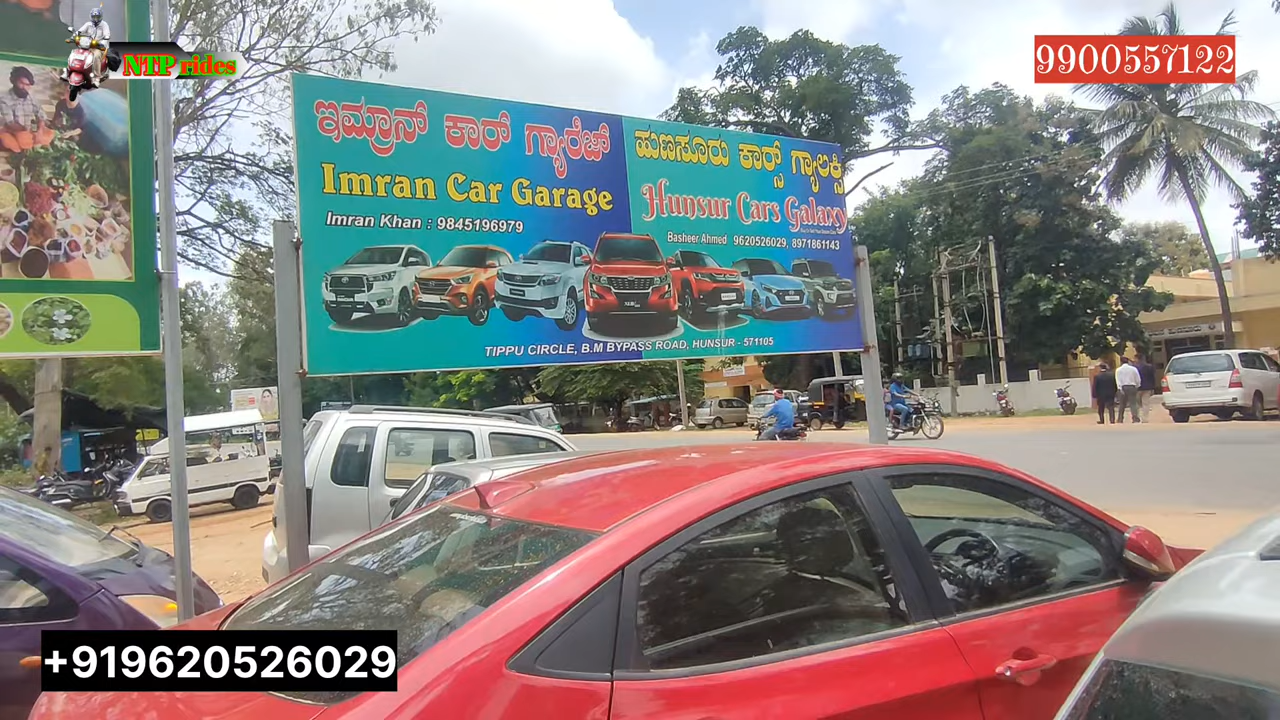 NTP rides
9900557122
ಇಮ್ರಾನ್ ಕಾರ್ ಗ್ಯಾರೆಜ್
Imran Car Garage
Imran Khan : 9845196979
ಹುಣಸೂರು ಕಾರ್ಸ್ ಗ್ಯಾಲಕ್ಸಿ
Hunsur Cars Galaxy
Basheer Ahmed 9620526029, 8971861143
TIPPU CIRCLE, B.M BYPASS ROAD, HUNSUR - 571105
+919620526029